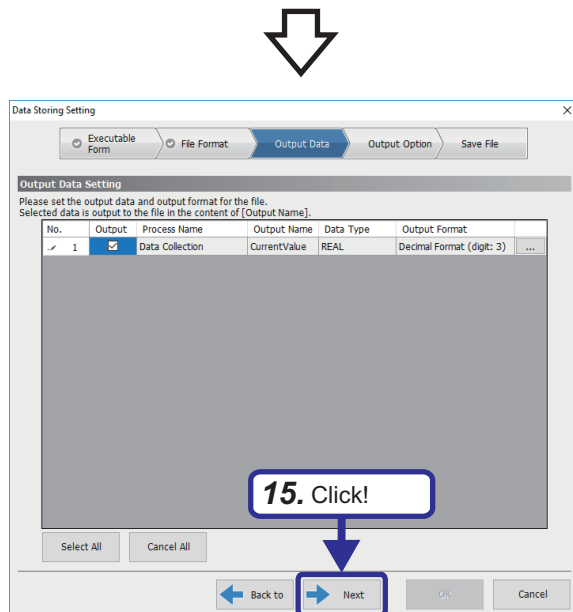 Data Storing Setting
Executable Form
File Format
Output Data
Output Option
Save File
Output Data Setting
Please set the output data and output format for the file.
Selected data is output to the file in the content of [Output Name].
No. Output Process Name Output Name Data Type Output Format
1 Data Collection CurrentValue REAL Decimal Format (digit: 3) ...
15. Click!
Select All Cancel All
Back to Next OK Cancel